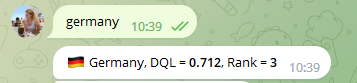 germany
10:39
🇩🇪 Germany, DQL = 0.712, Rank = 3
10:39